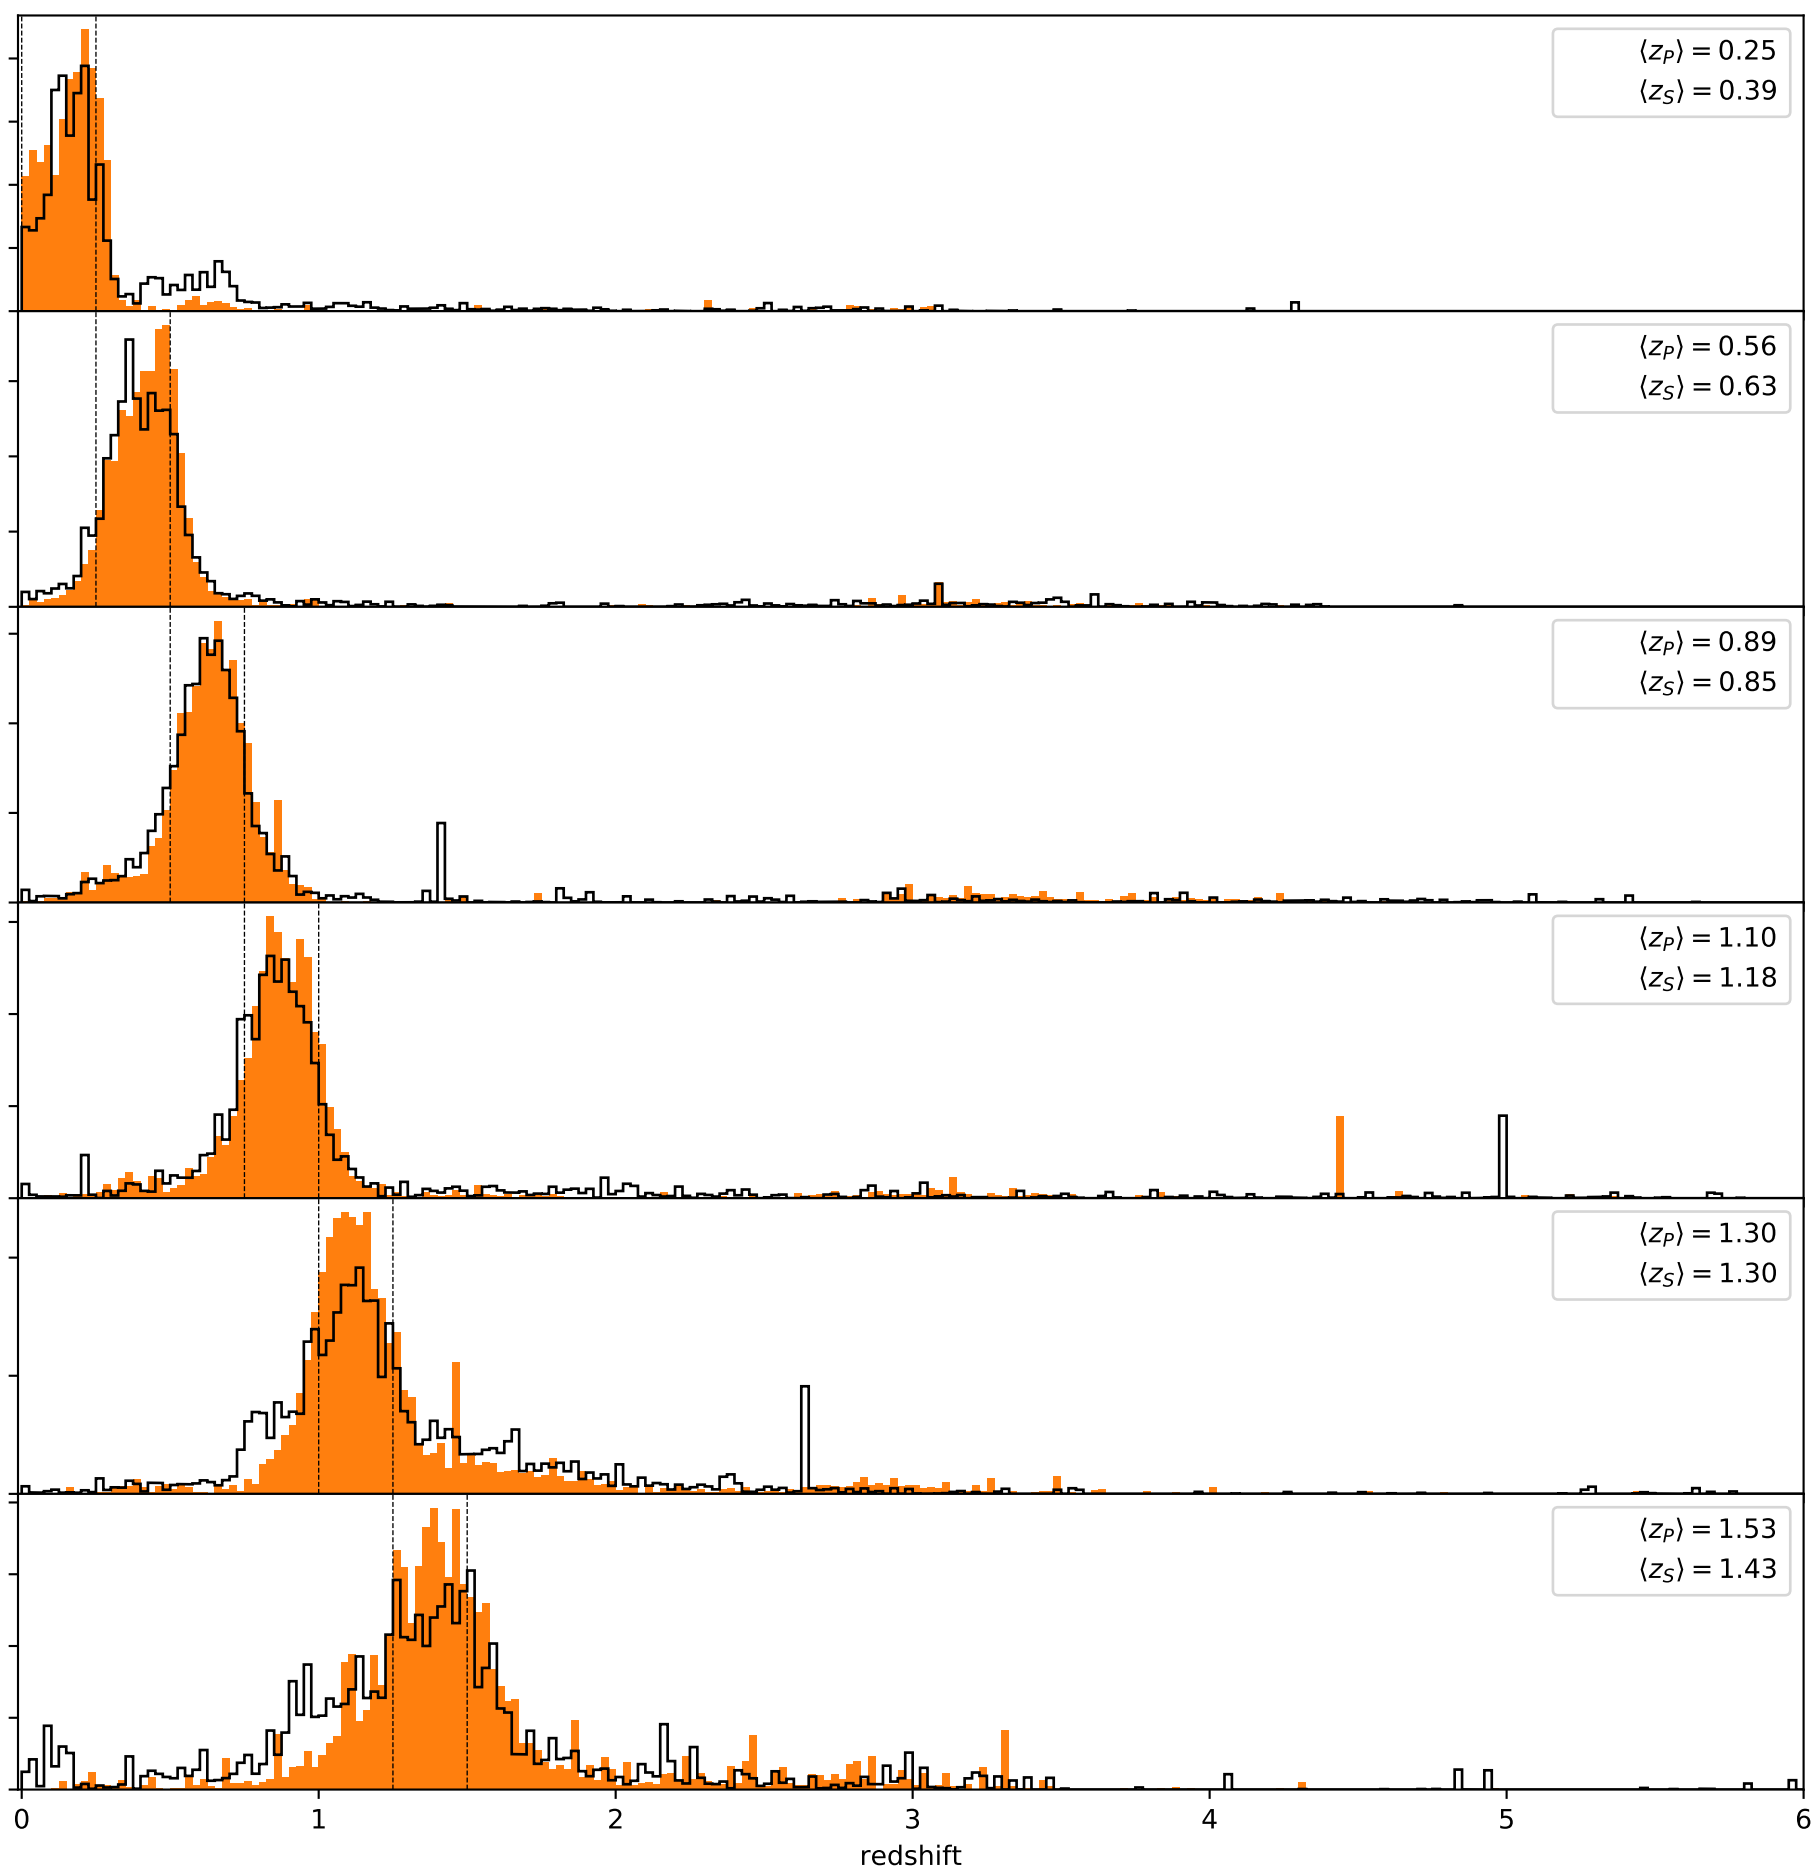 ⟨z_P⟩ = 0.25
⟨z_S⟩ = 0.39
⟨z_P⟩ = 0.56
⟨z_S⟩ = 0.63
⟨z_P⟩ = 0.89
⟨z_S⟩ = 0.85
⟨z_P⟩ = 1.10
⟨z_S⟩ = 1.18
⟨z_P⟩ = 1.30
⟨z_S⟩ = 1.30
⟨z_P⟩ = 1.53
⟨z_S⟩ = 1.43
0 1 2 3 4 5 6
redshift